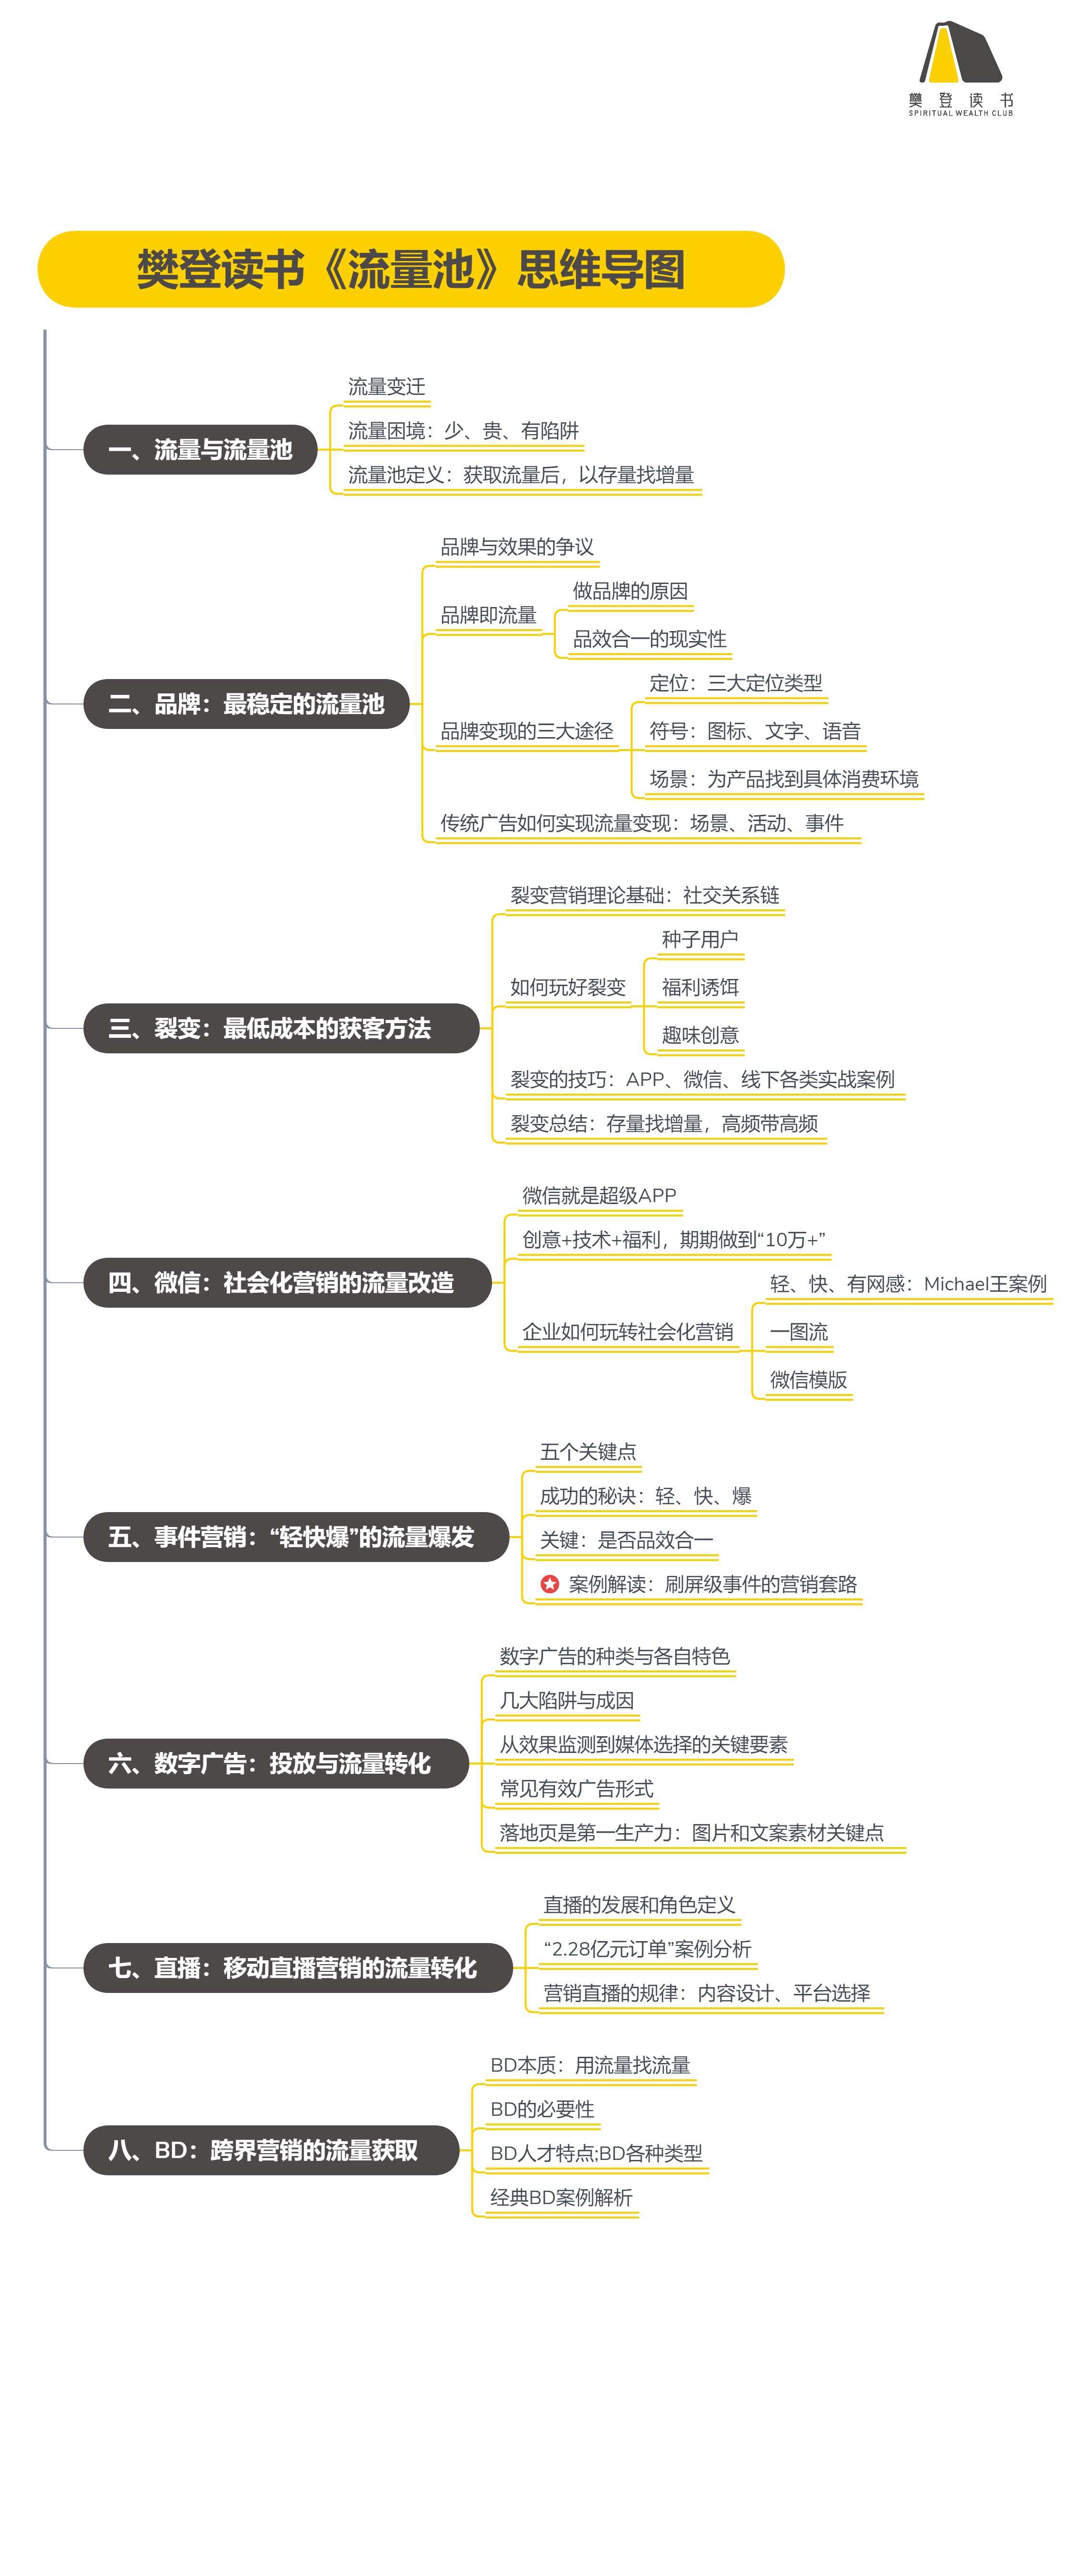 樊登读书
SPIRITUAL WEALTH CLUB
樊登读书《流量池》思维导图
一、流量与流量池
流量变迁
流量困境：少、贵、有陷阱
流量池定义：获取流量后，以存量找增量
二、品牌：最稳定的流量池
品牌与效果的争议
品牌即流量
做品牌的原因
品效合一的现实性
品牌变现的三大途径
定位：三大定位类型
符号：图标、文字、语音
场景：为产品找到具体消费环境
传统广告如何实现流量变现：场景、活动、事件
三、裂变：最低成本的获客方法
裂变营销理论基础：社交关系链
如何玩好裂变
种子用户
福利诱饵
趣味创意
裂变的技巧：APP、微信、线下各类实战案例
裂变总结：存量找增量，高频带高频
四、微信：社会化营销的流量改造
微信就是超级APP
创意+技术+福利，期期做到“10万+”
企业如何玩转社会化营销
轻、快、有网感：Michael王案例
一图流
微信模版
五、事件营销：“轻快爆”的流量爆发
五个关键点
成功的秘诀：轻、快、爆
关键：是否品效合一
案例解读：刷屏级事件的营销套路
六、数字广告：投放与流量转化
数字广告的种类与各自特色
几大陷阱与成因
从效果监测到媒体选择的关键要素
常见有效广告形式
落地页是第一生产力：图片和文案素材关键点
七、直播：移动直播营销的流量转化
直播的发展和角色定义
“2.28亿元订单”案例分析
营销直播的规律：内容设计、平台选择
八、BD：跨界营销的流量获取
BD本质：用流量找流量
BD的必要性
BD人才特点;BD各种类型
经典BD案例解析